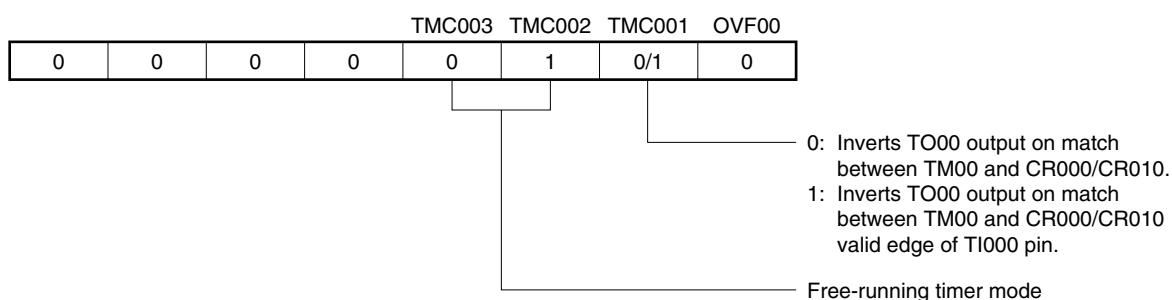 TMC003 TMC002 TMC001 OVF00
0 0 0 0 0 1 0/1 0
0: Inverts TO00 output on match
between TM00 and CR000/CR010.
1: Inverts TO00 output on match
between TM00 and CR000/CR010
valid edge of TI000 pin.
Free-running timer mode